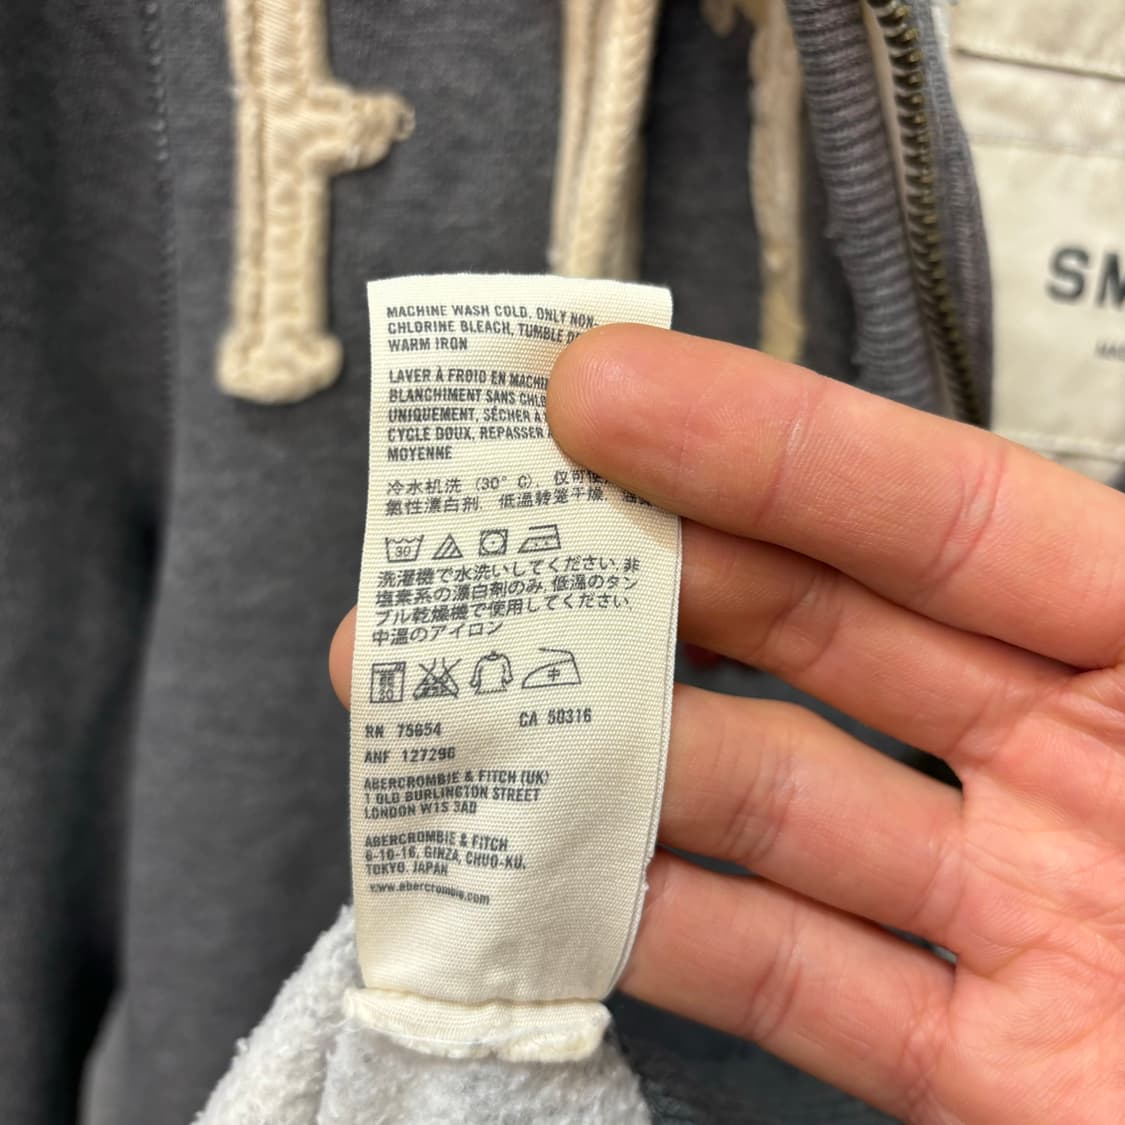 MACHINE WASH COLD, ONLY NON-
CHLORINE BLEACH, TUMBLE
WARM IRON
LAVER À FROID EN
BLANCHIMENT SANS
UNIQUEMENT, SÉCHER À
CYCLE DOUX, REPASSER
MOYENNE
冷水机洗 (30° C), 仅可使
氯性漂白剂, 低温转笼干燥,
30
洗濯機で水洗いしてください,非
塩素系の漂白剤のみ,低温のタン
ブル乾燥機で使用してください,
中温のアイロン
中
RN 75654 CA 50316
ANF 127296
ABERCROMBIE & FITCH (UK)
1 OLD BURLINGTON STREET
LONDON W1S 3AD
ABERCROMBIE & FITCH
6-10-16, GINZA, CHUO-KU,
TOKYO, JAPAN
www.abercrombie.com
SM